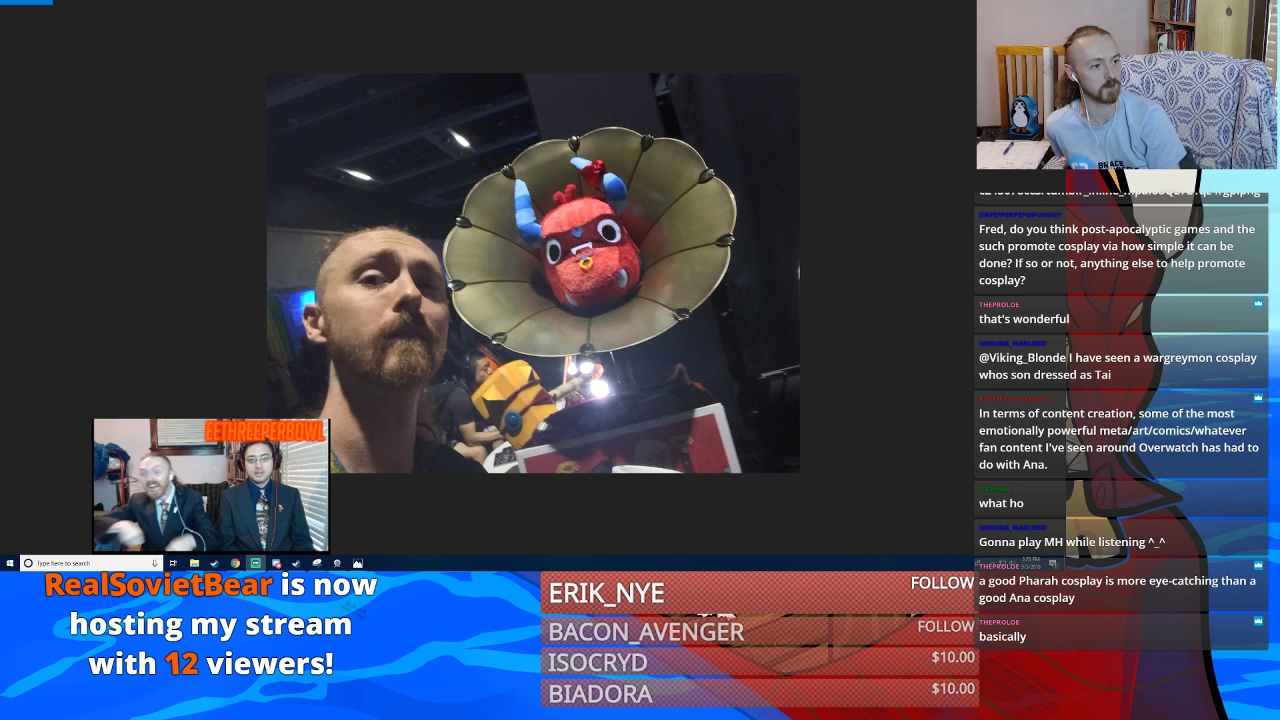 EETHREEPERBOWL
Type here to search
RealSovietBear is now
hosting my stream
with 12 viewers!
ERIK_NYE FOLLOW
BACON_AVENGER FOLLOW
ISOCRYD $10.00
BIADORA $10.00
Fred, do you think post-apocalyptic games and the
such promote cosplay via how simple it can be
done? If so or not, anything else to help promote
cosplay?
THEPROLOE
that's wonderful
UNSUNG_WARLORD
@Viking_Blonde I have seen a wargreymon cosplay
whos son dressed as Tai
In terms of content creation, some of the most
emotionally powerful meta/art/comics/whatever
fan content I've seen around Overwatch has had to
do with Ana.
what ho
UNSUNG_WARLORD
Gonna play MH while listening ^_^
THEPROLOE
a good Pharah cosplay is more eye-catching than a
good Ana cosplay
THEPROLOE
basically